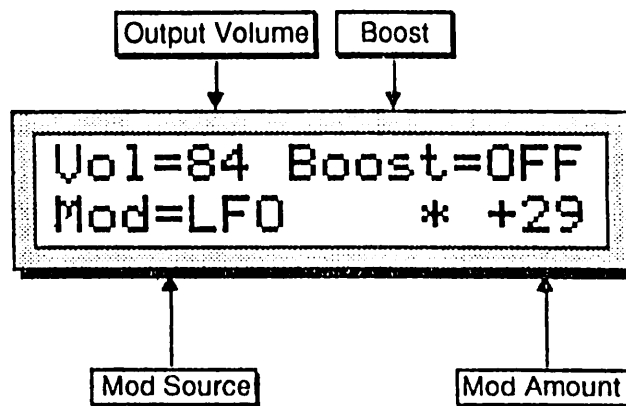 Output Volume
Boost
Vol=84 Boost=OFF
Mod=LFO * +29
Mod Source
Mod Amount